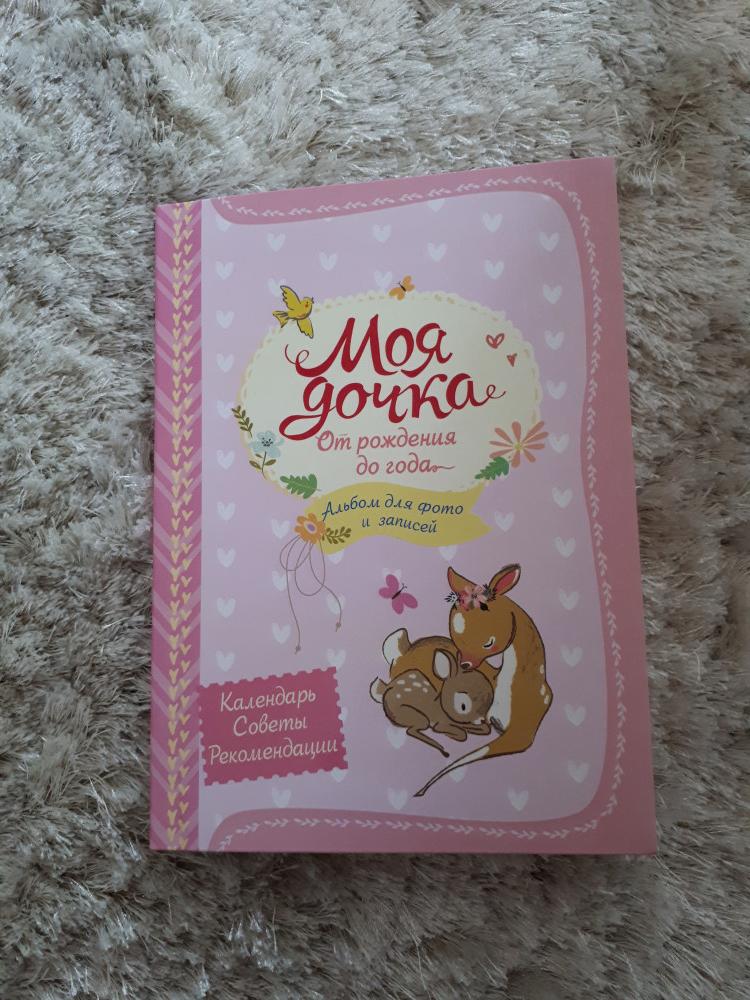 Моя
дочка
От рождения
до года
Альбом для фото
и записей
Календарь
Советы
Рекомендации